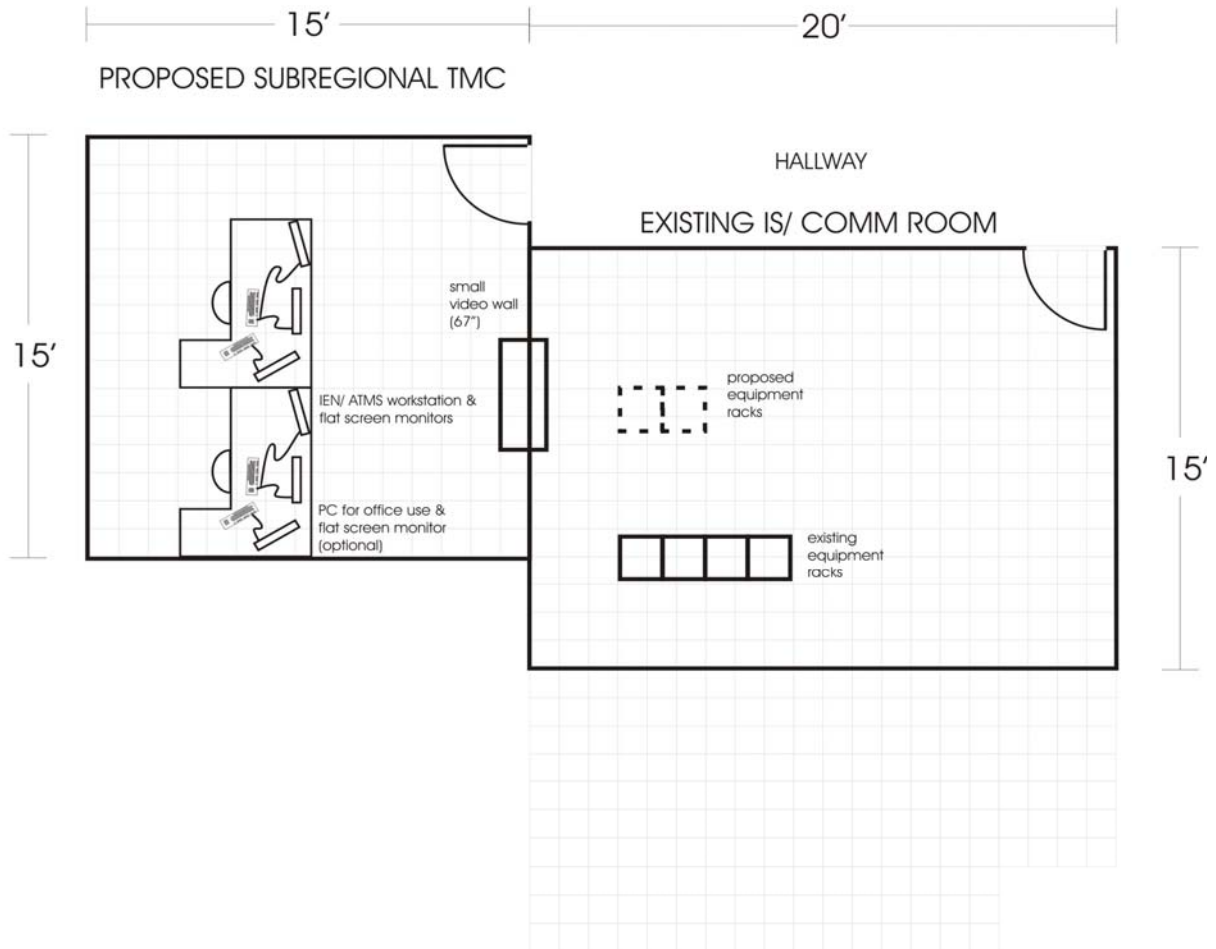 15’
20’
PROPOSED SUBREGIONAL TMC
HALLWAY
EXISTING IS/ COMM ROOM
small
video wall
(67”)
15’
proposed
equipment
racks
IEN/ ATMS workstation &
flat screen monitors
15’
PC for office use &
flat screen monitor
(optional)
existing
equipment
racks